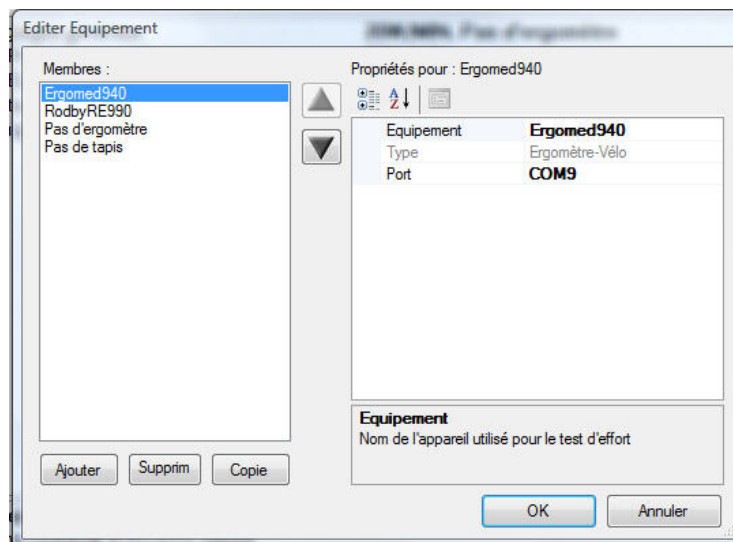 Editer Equipement
Membres :
Ergomed940
RodbyRE990
Pas d'ergomètre
Pas de tapis
Ajouter
Supprim
Copie
Propriétés pour : Ergomed940
Equipement Ergomed940
Type Ergomètre-Vélo
Port COM9
Equipement
Nom de l'appareil utilisé pour le test d'effort
OK
Annuler